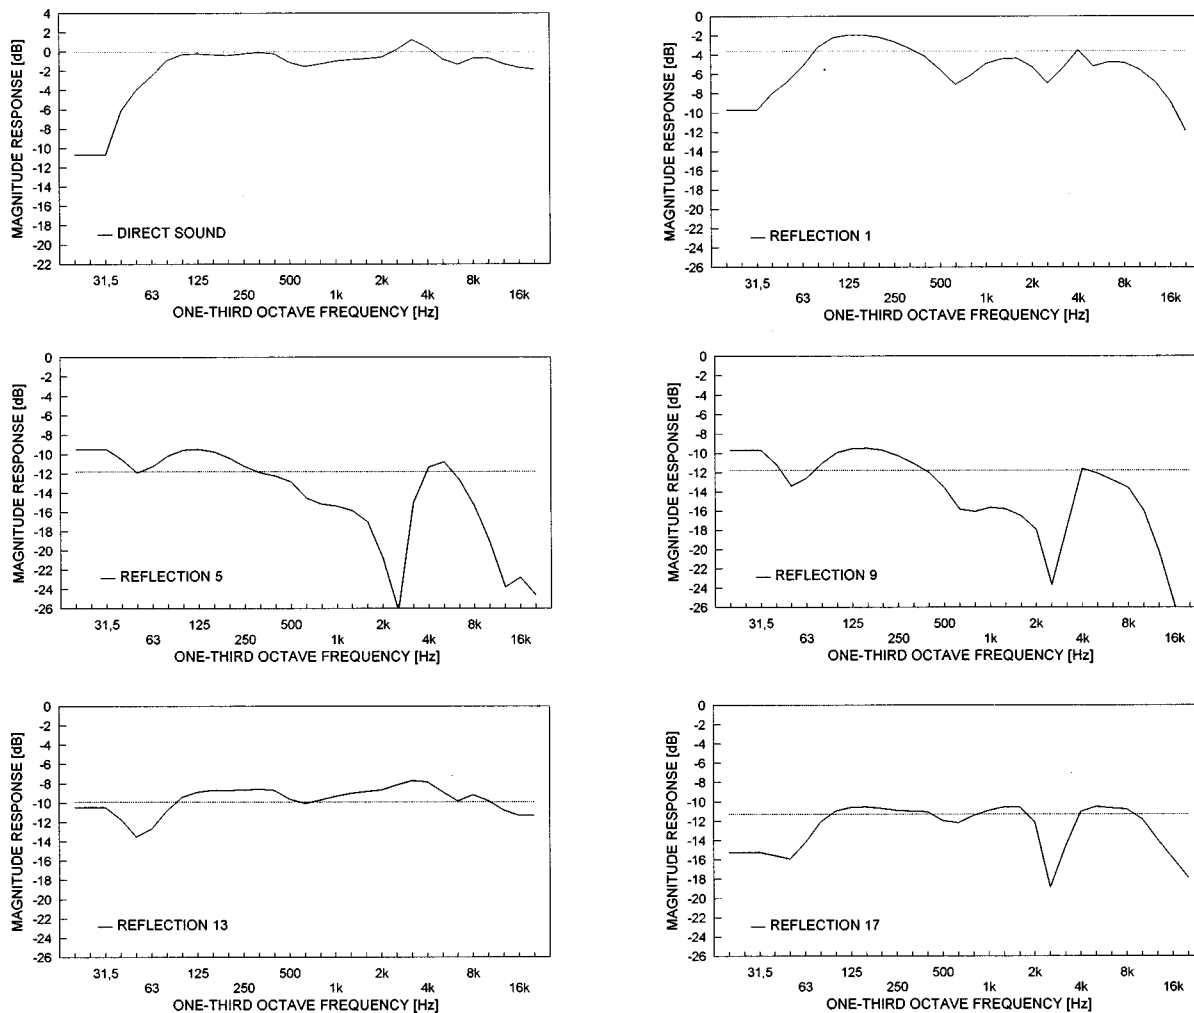 4
2
0
-2
-4
-6
-8
-10
-12
-14
-16
-18
-20
-22
MAGNITUDE RESPONSE [dB]
DIRECT SOUND
31,5 125 500 2k 8k
63 250 1k 4k 16k
ONE-THIRD OCTAVE FREQUENCY [Hz]
0
-2
-4
-6
-8
-10
-12
-14
-16
-18
-20
-22
-24
-26
MAGNITUDE RESPONSE [dB]
REFLECTION 1
31,5 125 500 2k 8k
63 250 1k 4k 16k
ONE-THIRD OCTAVE FREQUENCY [Hz]
0
-2
-4
-6
-8
-10
-12
-14
-16
-18
-20
-22
-24
-26
MAGNITUDE RESPONSE [dB]
REFLECTION 5
31,5 125 500 2k 8k
63 250 1k 4k 16k
ONE-THIRD OCTAVE FREQUENCY [Hz]
0
-2
-4
-6
-8
-10
-12
-14
-16
-18
-20
-22
-24
-26
MAGNITUDE RESPONSE [dB]
REFLECTION 9
31,5 125 500 2k 8k
63 250 1k 4k 16k
ONE-THIRD OCTAVE FREQUENCY [Hz]
0
-2
-4
-6
-8
-10
-12
-14
-16
-18
-20
-22
-24
-26
MAGNITUDE RESPONSE [dB]
REFLECTION 13
31,5 125 500 2k 8k
63 250 1k 4k 16k
ONE-THIRD OCTAVE FREQUENCY [Hz]
0
-2
-4
-6
-8
-10
-12
-14
-16
-18
-20
-22
-24
-26
MAGNITUDE RESPONSE [dB]
REFLECTION 17
31,5 125 500 2k 8k
63 250 1k 4k 16k
ONE-THIRD OCTAVE FREQUENCY [Hz]